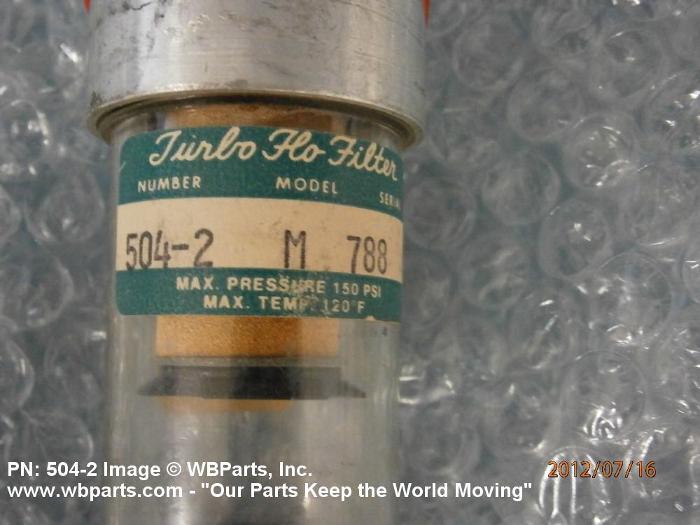 Turbo Flo Filter
NUMBER MODEL SERIAL
504-2 M 788
MAX. PRESSURE 150 PSI
MAX. TEMP. 120°F
PN: 504-2 Image © WBParts, Inc.
www.wbparts.com - "Our Parts Keep the World Moving"
2012/07/16